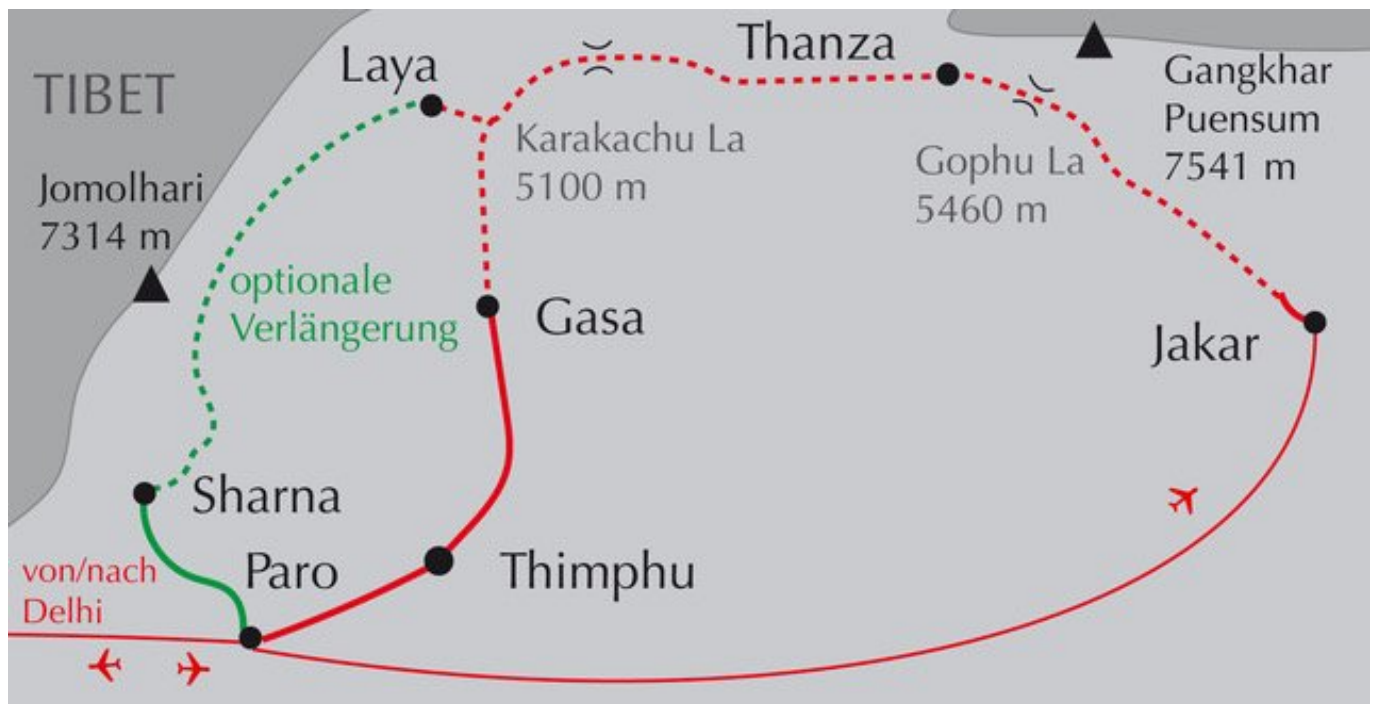 TIBET
Laya
Thanza
Gangkhar
Puensum
7541 m
Karakachu La
5100 m
Gophu La
5460 m
Jomolhari
7314 m
optionale
Verlängerung
Gasa
Jakar
Sharna
Paro
Thimphu
von/nach
Delhi